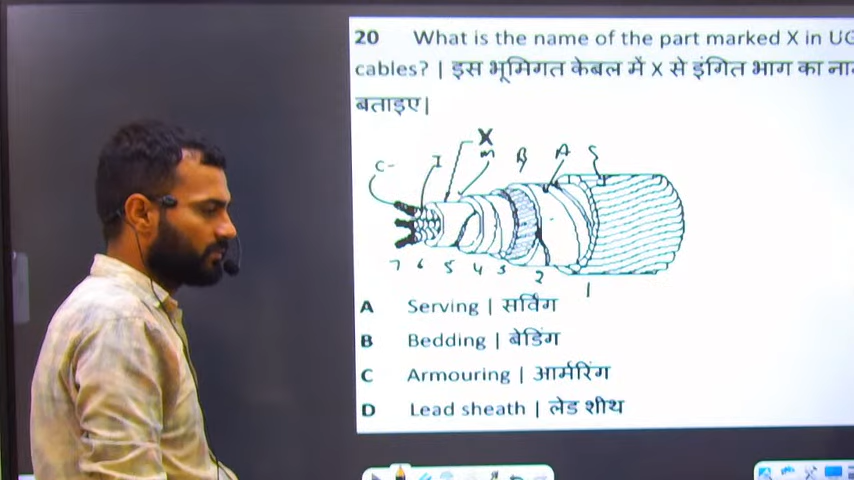 20 What is the name of the part marked X in UG
cables? | इस भूमिगत केबल में X से इंगित भाग का
बताइए|
X
C- I m B A S
7 6 5 4 3 2 1
A Serving | सर्विंग
B Bedding | बेडिंग
C Armouring | आर्मरिंग
D Lead sheath | लेड शीथ